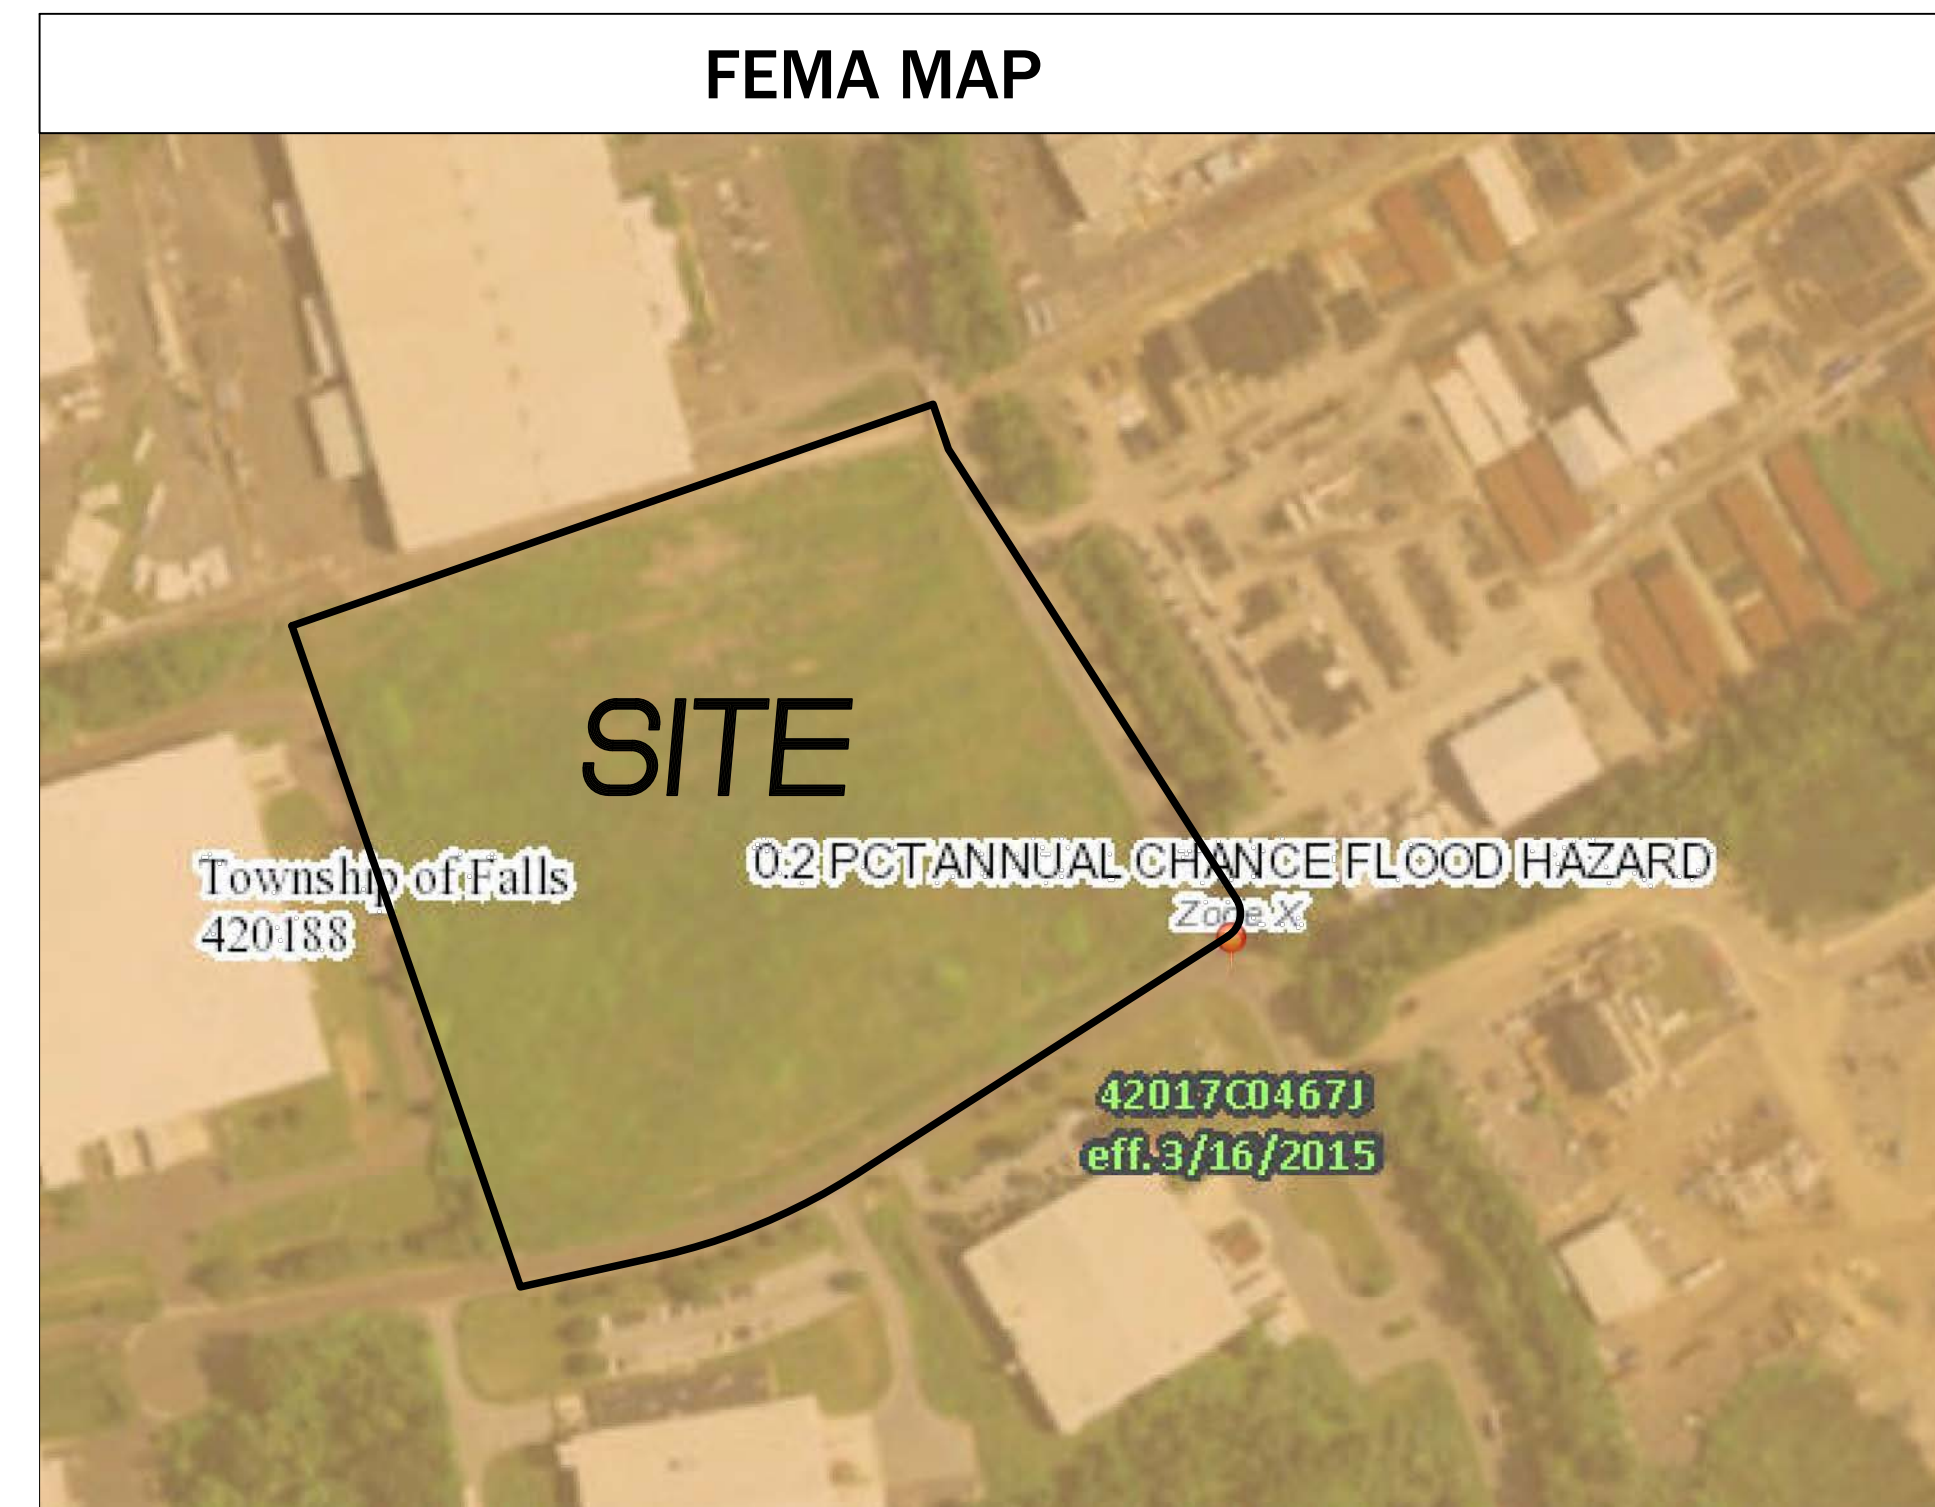 FEMA MAP
SITE
Township of Falls
420188
0.2 PCT ANNUAL CHANCE FLOOD HAZARD
Zone X
42017C0467J
eff. 3/16/2015